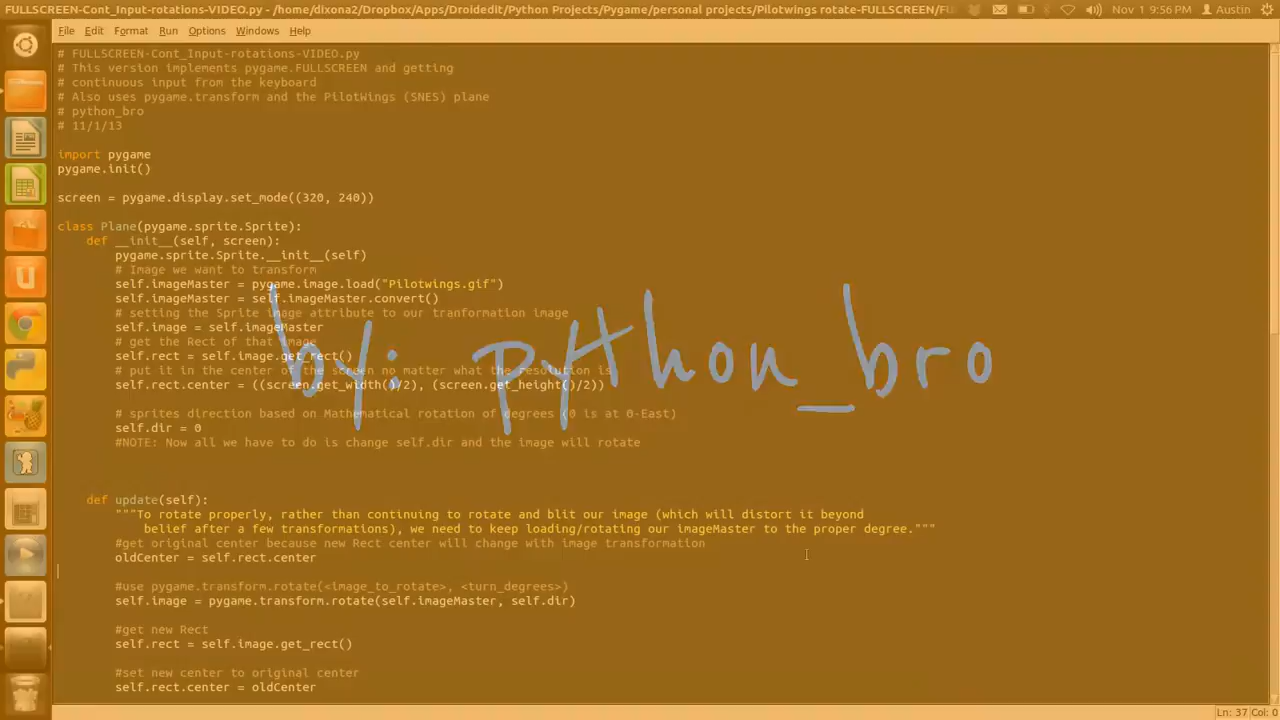 FULLSCREEN-Cont_Input-rotations-VIDEO.py - /home/dixona2/Dropbox/Apps/Droidedit/Python Projects/Pygame/personal projects/Pilotwings rotate-FULLSCREEN/FU Nov 1 9:56 PM Austin
File Edit Format Run Options Windows Help
# FULLSCREEN-Cont_Input-rotations-VIDEO.py
# This version implements pygame.FULLSCREEN and getting
# continuous input from the keyboard
# Also uses pygame.transform and the PilotWings (SNES) plane
# python_bro
# 11/1/13
import pygame
pygame.init()
screen = pygame.display.set_mode((320, 240))
class Plane(pygame.sprite.Sprite):
def __init__(self, screen):
pygame.sprite.Sprite.__init__(self)
# Image we want to transform
self.imageMaster = pygame.image.load("Pilotwings.gif")
self.imageMaster = self.imageMaster.convert()
# setting the Sprite image attribute to our tranformation image
self.image = self.imageMaster
# get the Rect of that image
self.rect = self.image.get_rect()
# put it in the center of the screen no matter what the resolution is
self.rect.center = ((screen.get_width()/2), (screen.get_height()/2))
by: python_bro
# sprites direction based on Mathematical rotation of degrees (0 is at 0-East)
self.dir = 0
#NOTE: Now all we have to do is change self.dir and the image will rotate
def update(self):
"""To rotate properly, rather than continuing to rotate and blit our image (which will distort it beyond
belief after a few transformations), we need to keep loading/rotating our imageMaster to the proper degree."""
#get original center because new Rect center will change with image transformation
oldCenter = self.rect.center
#use pygame.transform.rotate(<image_to_rotate>, <turn_degrees>)
self.image = pygame.transform.rotate(self.imageMaster, self.dir)
#get new Rect
self.rect = self.image.get_rect()
#set new center to original center
self.rect.center = oldCenter
Ln: 37 Col: 0